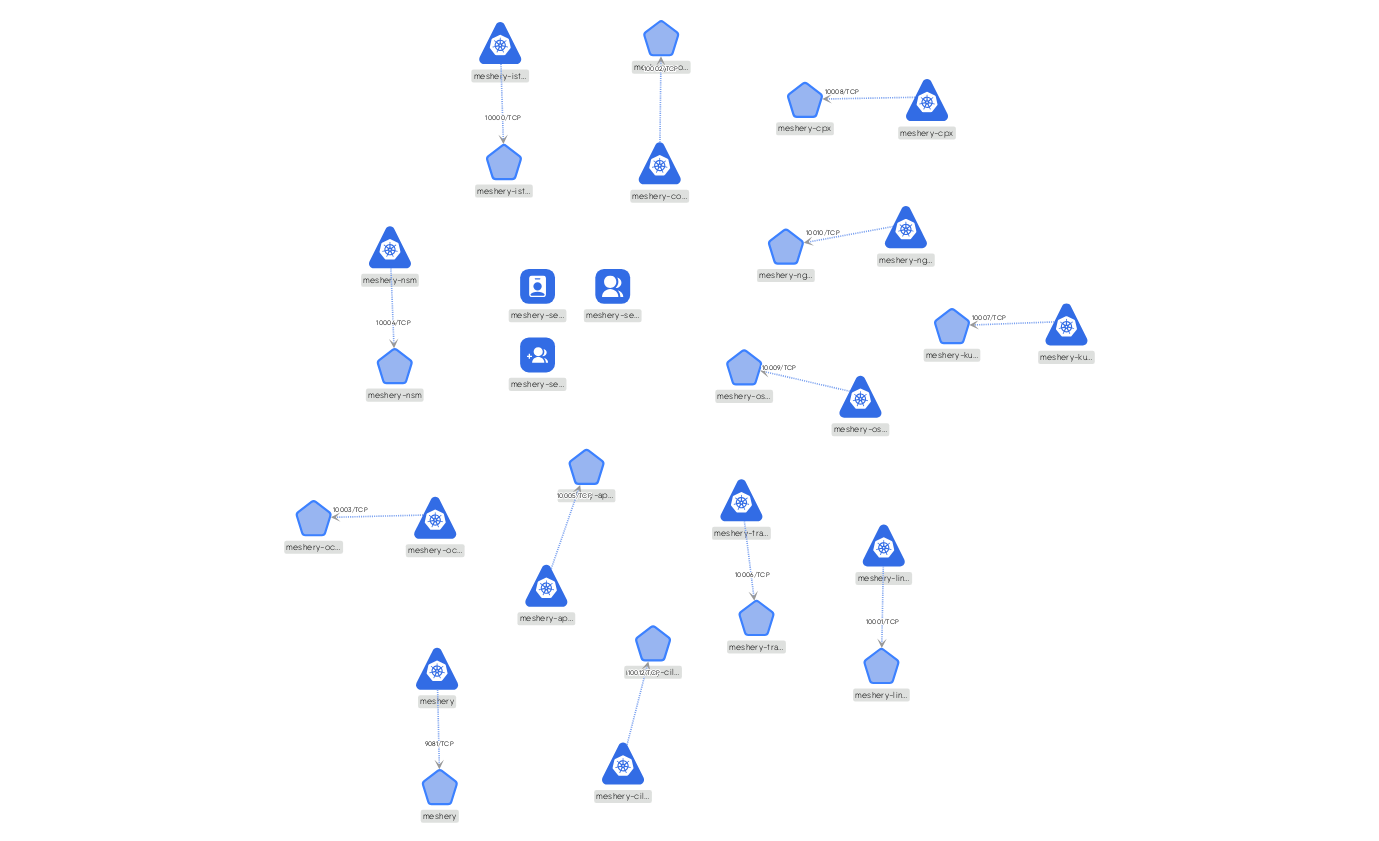 meshery-ist...
10000/TCP
meshery-ist...
10002/TCP
meshery-co...
10008/TCP
meshery-cpx
meshery-cpx
10010/TCP
meshery-ng...
meshery-ng...
meshery-nsm
10004/TCP
meshery-nsm
meshery-se...
meshery-se...
meshery-se...
10007/TCP
meshery-ku...
meshery-ku...
10009/TCP
meshery-os...
meshery-os...
10003/TCP
meshery-oc...
meshery-oc...
10005/TCP
-ap...
meshery-ap...
meshery-tra...
10006/TCP
meshery-tra...
meshery-lin...
10001/TCP
meshery-lin...
meshery
9081/TCP
meshery
10012/TCP
-cil...
meshery-cil...